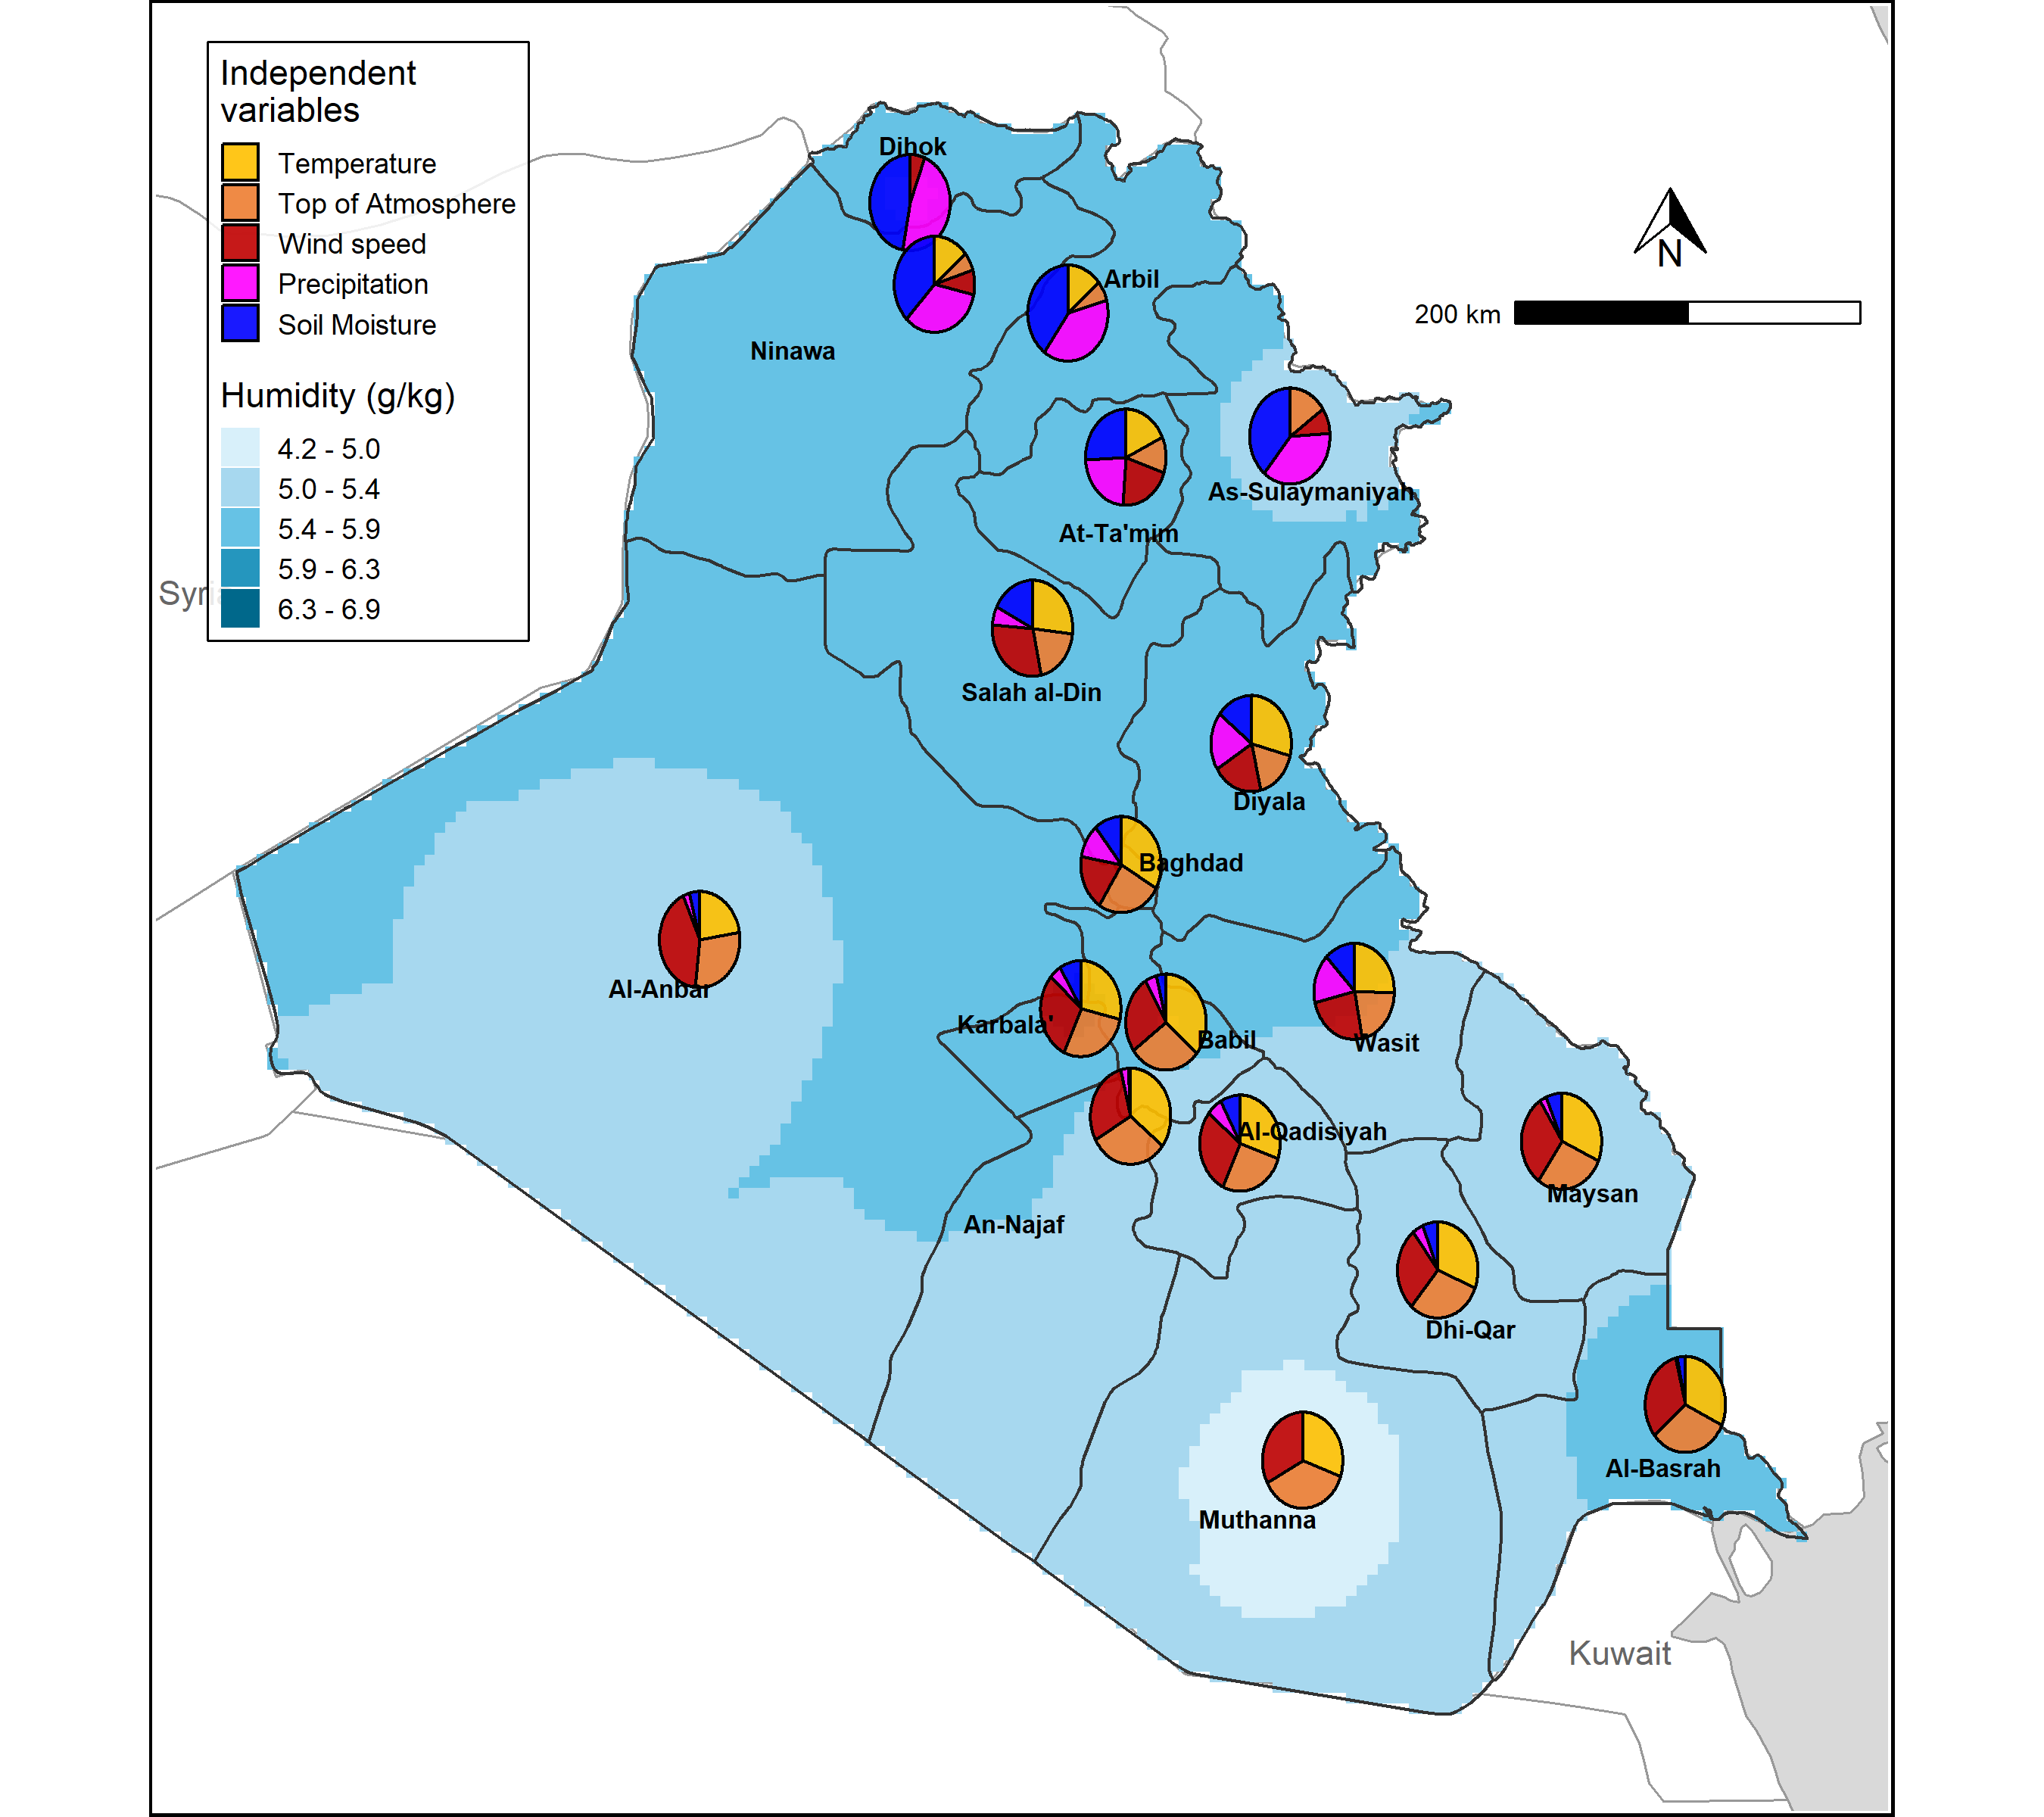 Independent
variables
Temperature
Top of Atmosphere
Wind speed
Precipitation
Soil Moisture
Humidity (g/kg)
4.2 - 5.0
5.0 - 5.4
5.4 - 5.9
5.9 - 6.3
6.3 - 6.9
Syria
N
200 km
Dihok
Arbil
Ninawa
As-Sulaymaniyah
At-Ta'mim
Salah al-Din
Diyala
Baghdad
Al-Anbar
Karbala'
Babil
Wasit
Al-Qadisiyah
Maysan
An-Najaf
Dhi-Qar
Al-Basrah
Muthanna
Kuwait